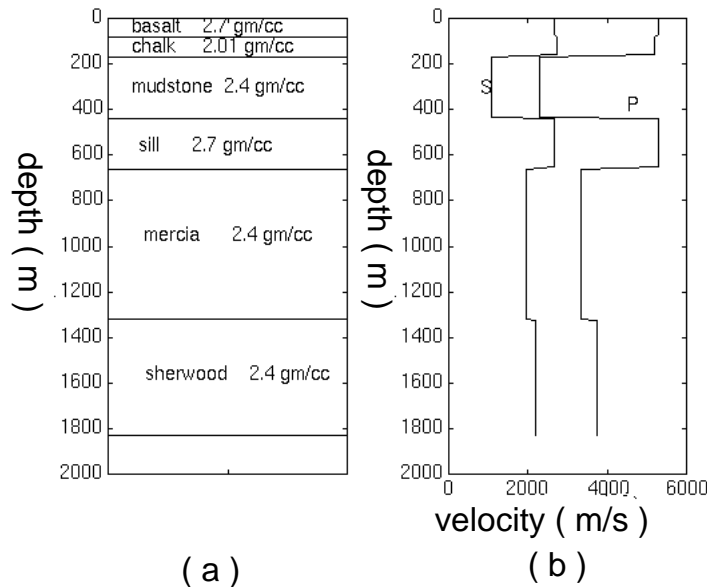 0
200
400
600
800
1000
1200
1400
1600
1800
2000
depth ( m )
basalt 2.7 gm/cc
chalk 2.01 gm/cc
mudstone 2.4 gm/cc
sill 2.7 gm/cc
mercia 2.4 gm/cc
sherwood 2.4 gm/cc
( a )
0
200
400
600
800
1000
1200
1400
1600
1800
2000
depth ( m )
S
P
0 2000 4000 6000
velocity ( m/s )
( b )